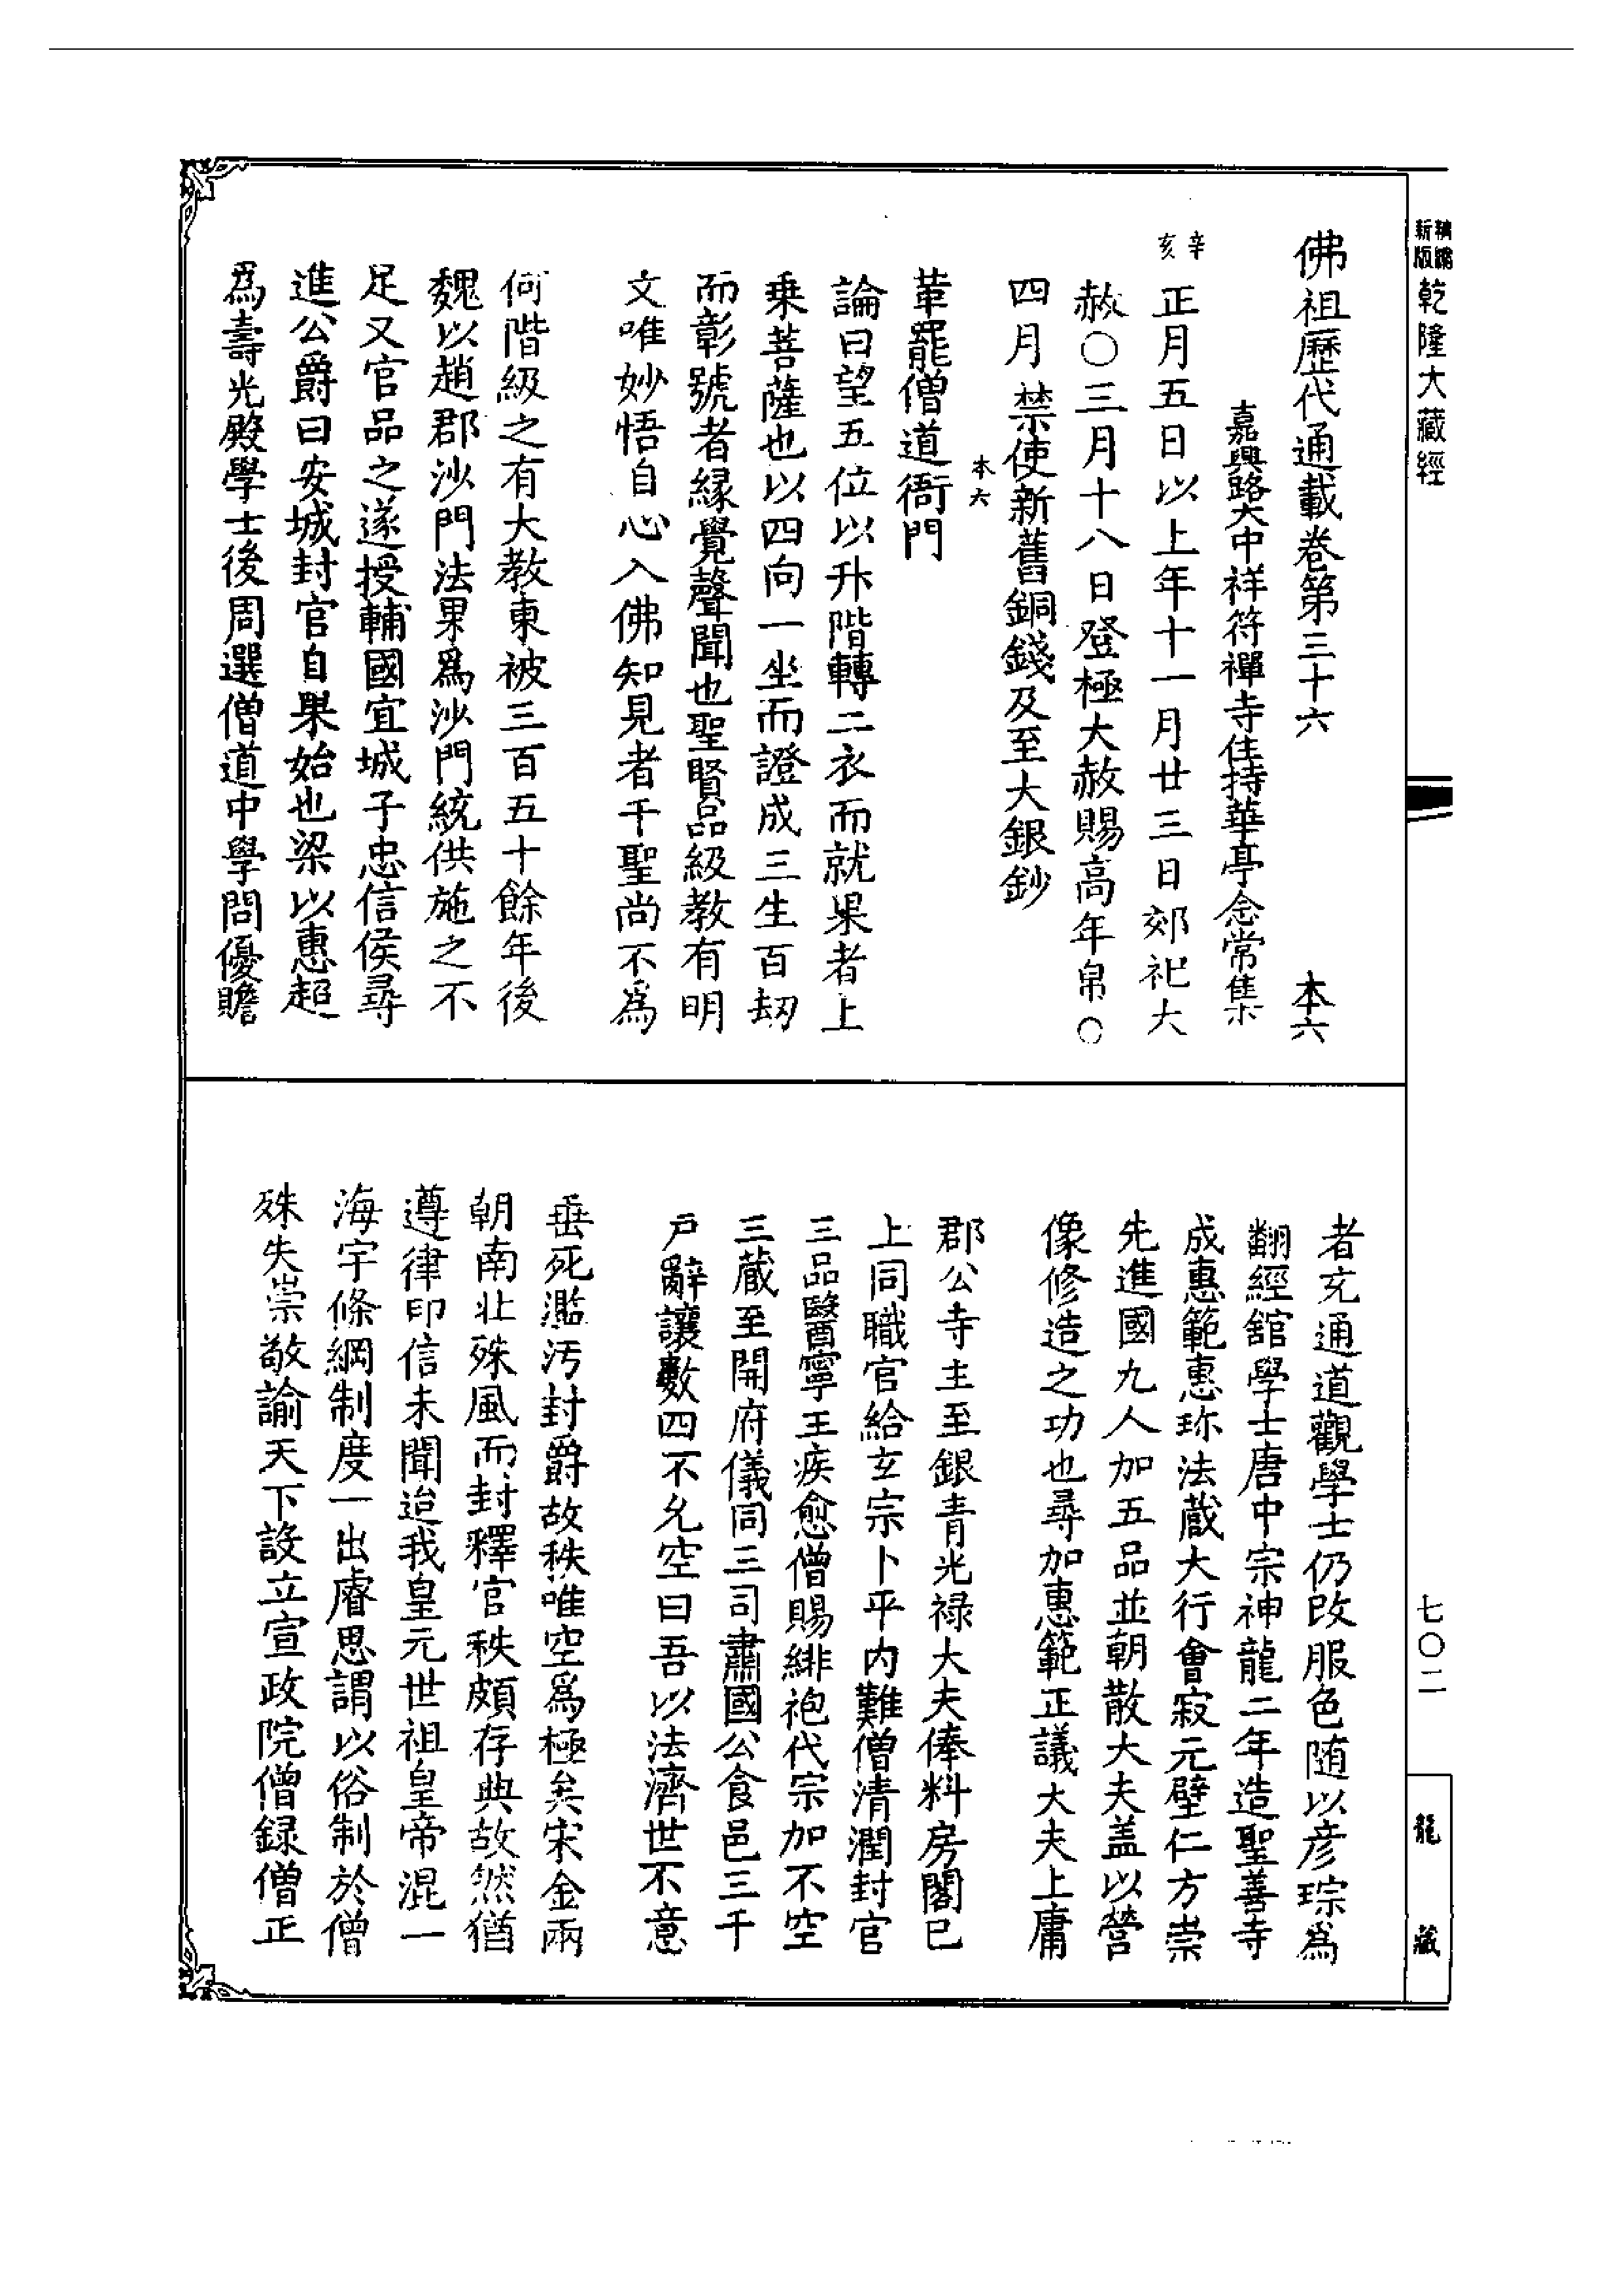 新編
新版
乾隆大藏經
佛祖歷代通載卷第三十六
本六
嘉興路大中祥符禪寺住持華亭念常集
辛亥
正月五日以上年十一月廿三日郊祀大
赦〇三月十八日登極大赦賜高年帛〇
四月禁使新舊銅錢及至大銀鈔
本六
革罷僧道衙門
論曰望五位以升階轉二衣而就果者上
乗菩薩也以四向一坐而證成三生百劫
而彰號者緣覺聲聞也聖賢品級教有明
文唯妙悟自心入佛知見者千聖尚不為
何階級之有大教東被三百五十餘年後
魏以趙郡沙門法果為沙門統供施之不
足又官品之遂授輔國宜城子忠信侯尋
進公爵曰安城封官自果始也梁以惠超
為壽光殿學士後周選僧道中學問優贍
者充通道觀學士仍改服色随以彦琮為
翻經舘學士唐中宗神龍二年造聖善寺
成惠範惠珎法蔵大行會寂元壁仁方崇
先進國九人加五品並朝散大夫盖以營
像修造之功也尋加惠範正議大夫上庸
郡公寺主至銀青光禄大夫俸料房閣已
上同職官給玄宗卜平内難僧清潤封官
三品醫寧王疾愈僧賜緋袍代宗加不空
三蔵至開府儀同三司肅國公食邑三千
戸辭讓數四不允空曰吾以法濟世不意
垂死濫汚封爵故秩唯空為極矣宋金兩
朝南北殊風而封釋官秩頗存典故然猶
遵律印信未聞迨我皇元世祖皇帝混一
海宇條綱制度一出睿思謂以俗制於僧
殊失崇敬諭天下設立宣政院僧録僧正
七〇二
龍藏